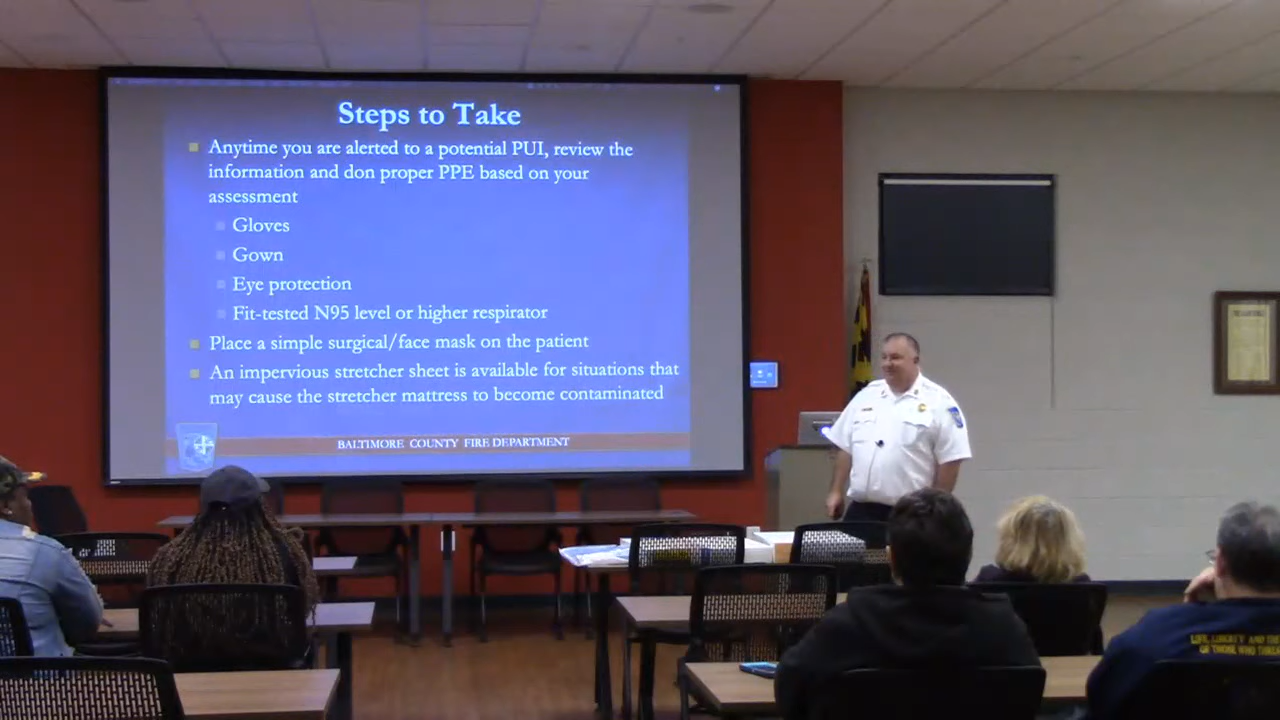 Steps to Take
Anytime you are alerted to a potential PUI, review the
information and don proper PPE based on your
assessment
Gloves
Gown
Eye protection
Fit-tested N95 level or higher respirator
Place a simple surgical/face mask on the patient
An impervious stretcher sheet is available for situations that
may cause the stretcher mattress to become contaminated
BALTIMORE COUNTY FIRE DEPARTMENT
LIFE, LIBERTY AND THE
OF THOSE WHO THREA